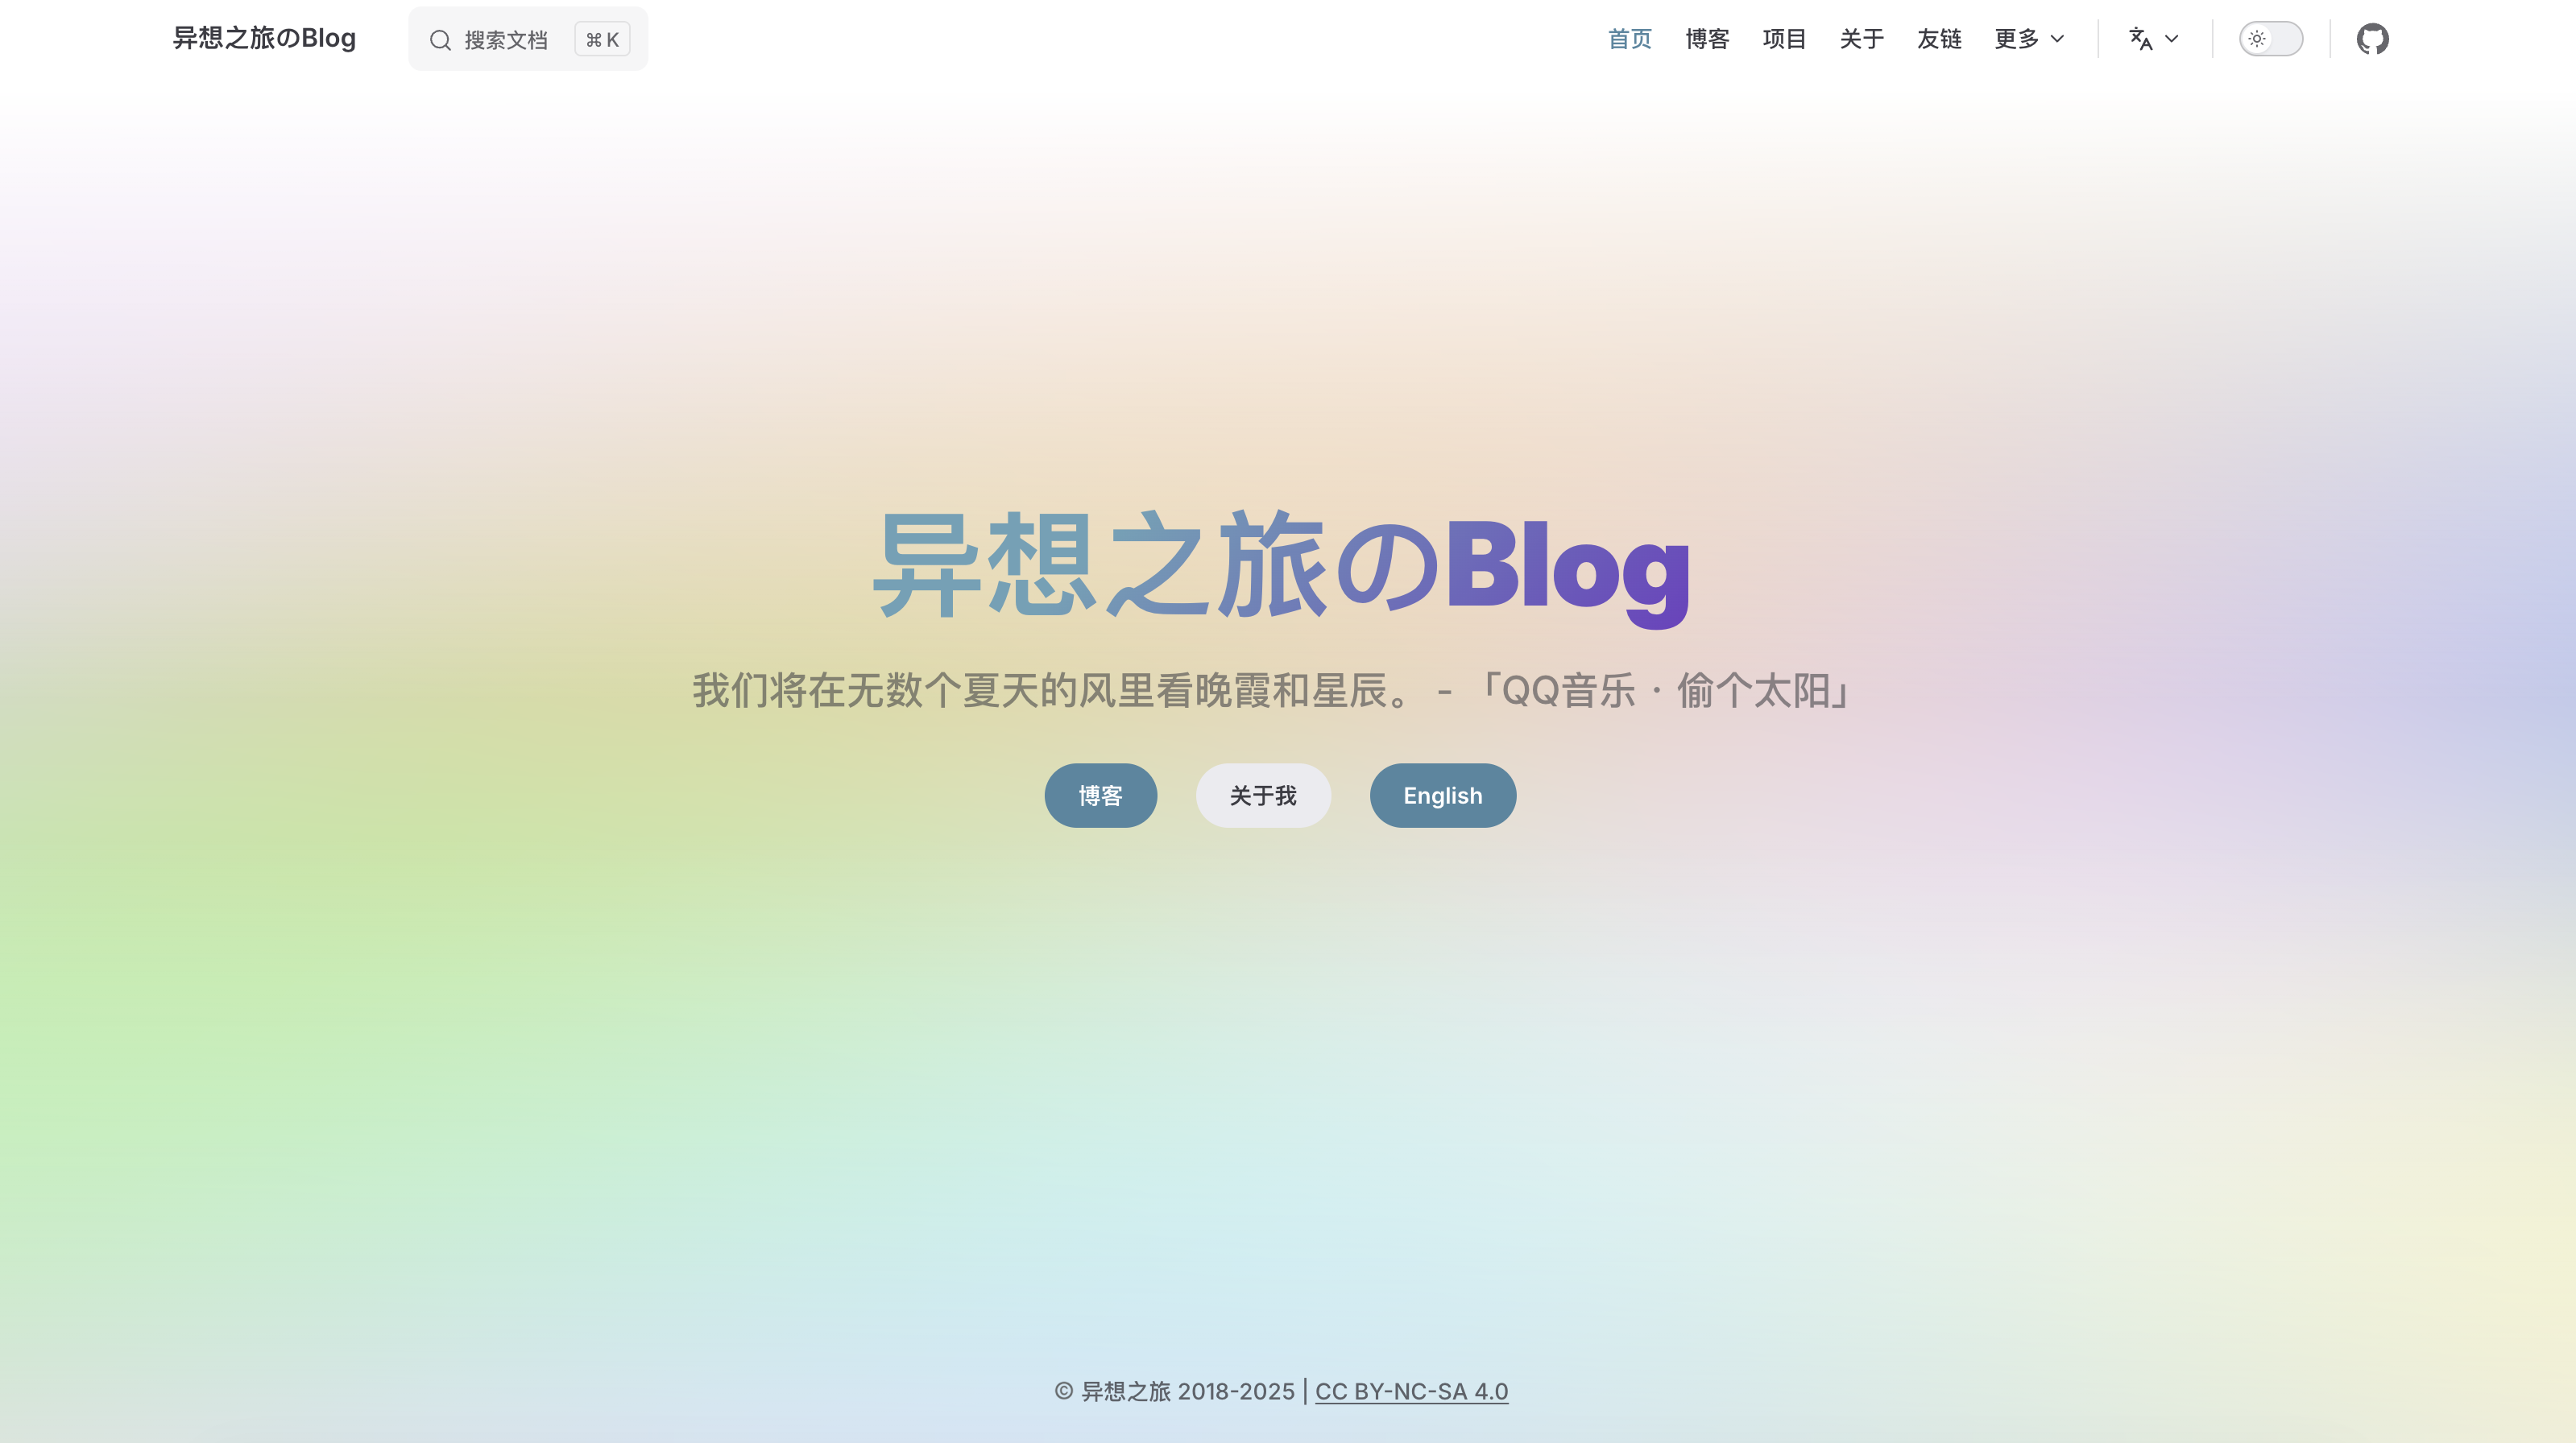 异想之旅のBlog 搜索文档 ⌘ K 首页 博客 项目 关于 友链 更多
异想之旅のBlog
我们将在无数个夏天的风里看晚霞和星辰。 - 「QQ音乐 · 偷个太阳」
博客 关于我 English
© 异想之旅 2018-2025 | CC BY-NC-SA 4.0